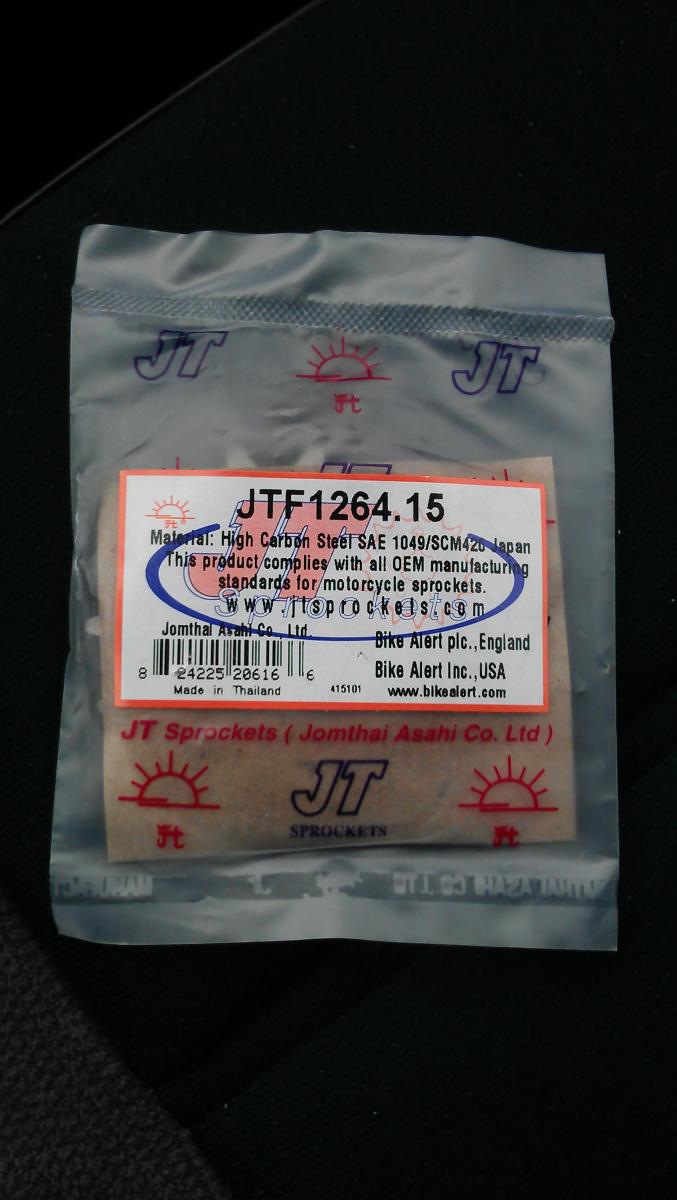 JT
JT
JTF1264.15
Material: High Carbon Steel SAE 1049/SCM420 Japan
This product complies with all OEM manufacturing
standards for motorcycle sprockets.
www.jtsprockets.com
JT
Sprockets
Jomthai Asahi Co., Ltd.
8 24225 20616 6
Made in Thailand
415101
Bike Alert plc.,England
Bike Alert Inc.,USA
www.bikealert.com
JT Sprockets ( Jomthai Asahi Co. Ltd )
JT
SPROCKETS